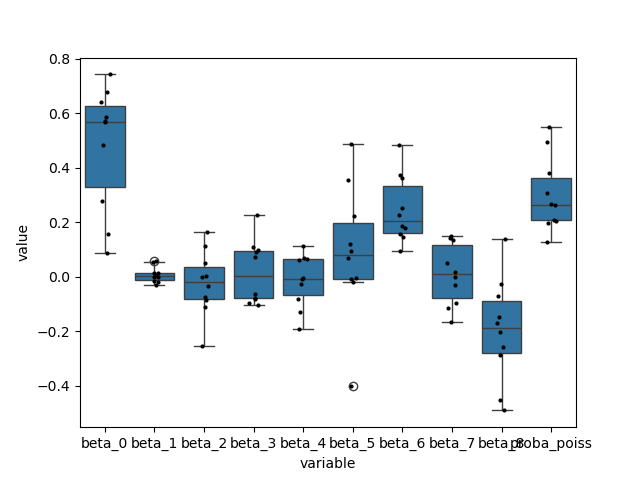 0.8
0.6
0.4
0.2
0.0
−0.2
−0.4
value
beta_0 beta_1 beta_2 beta_3 beta_4 beta_5 beta_6 beta_7 beta_8 proba_poiss
variable